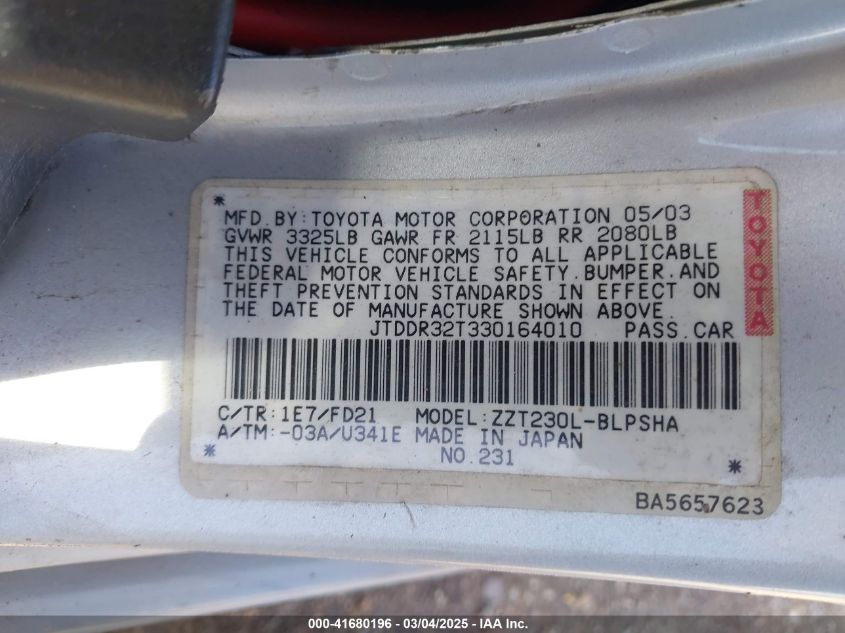 MFD.BY:TOYOTA MOTOR CORPORATION 05/03
GVWR 3325LB GAWR FR 2115LB RR 2080LB
THIS VEHICLE CONFORMS TO ALL APPLICABLE
FEDERAL MOTOR VEHICLE SAFETY.BUMPER.AND
THEFT PREVENTION STANDARDS IN EFFECT ON
THE DATE OF MANUFACTURE SHOWN ABOVE.
JTDDR32T330164010 PASS.CAR
TOYOTA
C/TR:1E7/FD21 MODEL:ZZT230L-BLPSHA
A/TM:-03A/U341E MADE IN JAPAN
NO.231
BA5657623
000-41680196 - 03/04/2025 - IAA Inc.